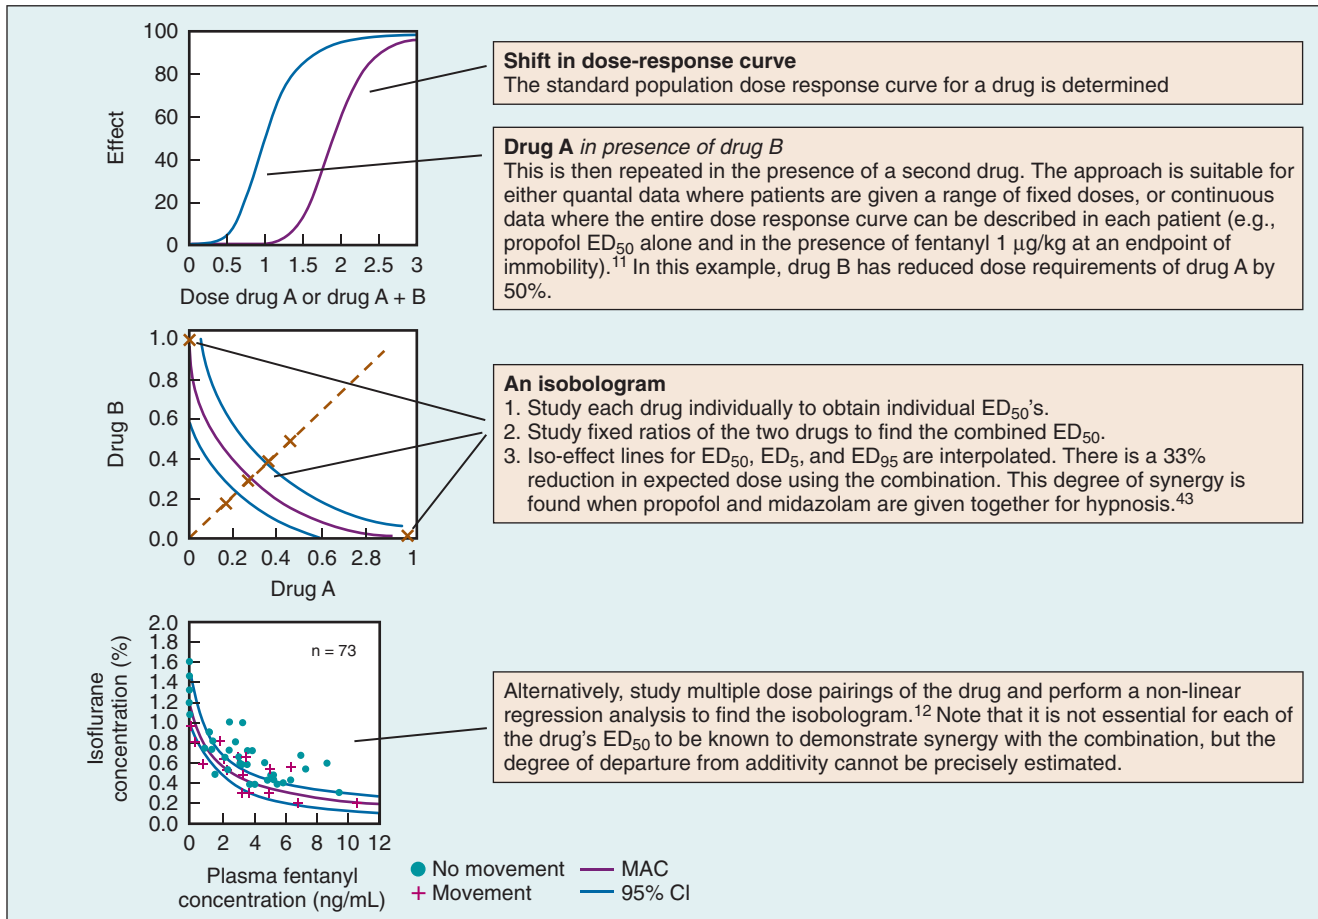 100
80
60
40
20
0
Effect
0 0.5 1 1.5 2 2.5 3
Dose drug A or drug A + B
Shift in dose-response curve
The standard population dose response curve for a drug is determined
Drug A in presence of drug B
This is then repeated in the presence of a second drug. The approach is suitable for
either quantal data where patients are given a range of fixed doses, or continuous
data where the entire dose response curve can be described in each patient (e.g.,
propofol ED50 alone and in the presence of fentanyl 1 μg/kg at an endpoint of
immobility).11 In this example, drug B has reduced dose requirements of drug A by
50%.
1.0
0.8
0.6
0.4
0.2
0.0
Drug B
0 0.2 0.4 0.6 2.8 1
Drug A
An isobologram
1. Study each drug individually to obtain individual ED50's.
2. Study fixed ratios of the two drugs to find the combined ED50.
3. Iso-effect lines for ED50, ED5, and ED95 are interpolated. There is a 33%
reduction in expected dose using the combination. This degree of synergy is
found when propofol and midazolam are given together for hypnosis.43
2.0
1.8
1.6
1.4
1.2
1.0
0.8
0.6
0.4
0.2
0.0
Isoflurane
concentration (%)
n = 73
0 2 4 6 8 10 12
Plasma fentanyl
concentration (ng/mL)
Alternatively, study multiple dose pairings of the drug and perform a non-linear
regression analysis to find the isobologram.12 Note that it is not essential for each of
the drug's ED50 to be known to demonstrate synergy with the combination, but the
degree of departure from additivity cannot be precisely estimated.
No movement
Movement
MAC
95% CI